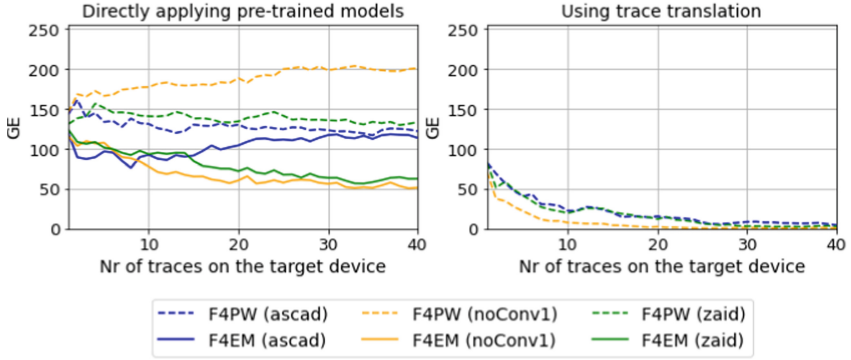 Directly applying pre-trained models
Using trace translation
GE
250
200
150
100
50
0
10
20
30
40
Nr of traces on the target device
GE
250
200
150
100
50
0
10
20
30
40
Nr of traces on the target device
F4PW (ascad)
F4PW (noConv1)
F4PW (zaid)
F4EM (ascad)
F4EM (noConv1)
F4EM (zaid)